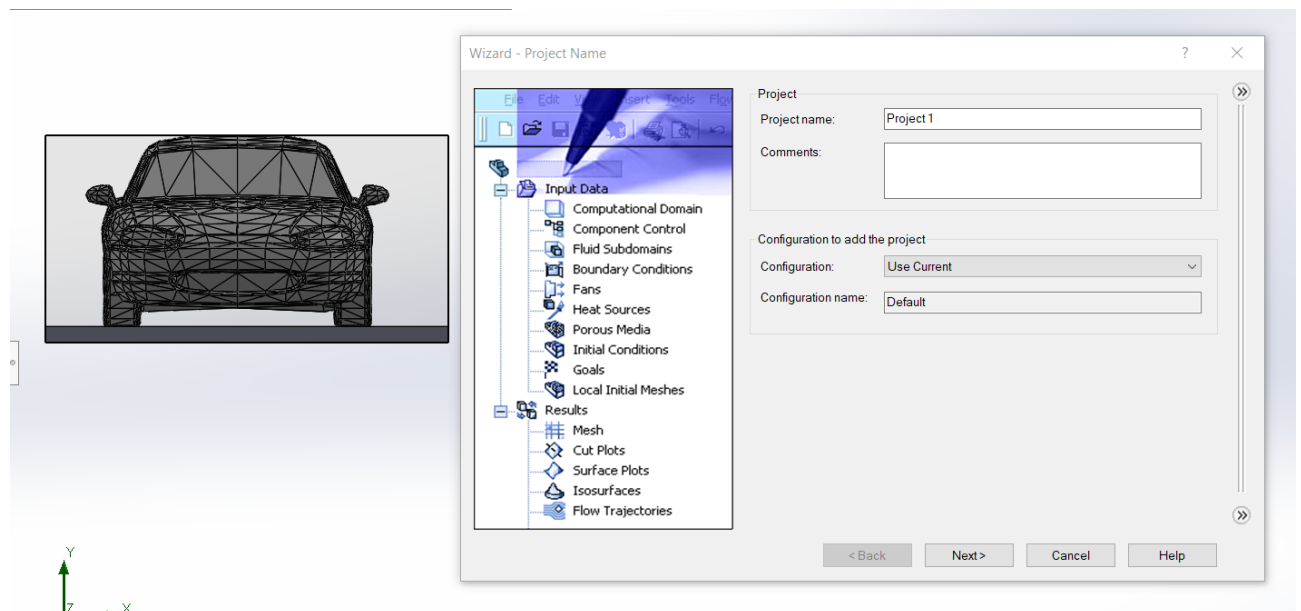 Wizard - Project Name
?
File Edit View Insert Tools Flow
Input Data
Computational Domain
Component Control
Fluid Subdomains
Boundary Conditions
Fans
Heat Sources
Porous Media
Initial Conditions
Goals
Local Initial Meshes
Results
Mesh
Cut Plots
Surface Plots
Isosurfaces
Flow Trajectories
Project
Project name:
Project 1
Comments:
Configuration to add the project
Configuration:
Use Current
Configuration name:
Default
< Back
Next >
Cancel
Help
Y
Z
X